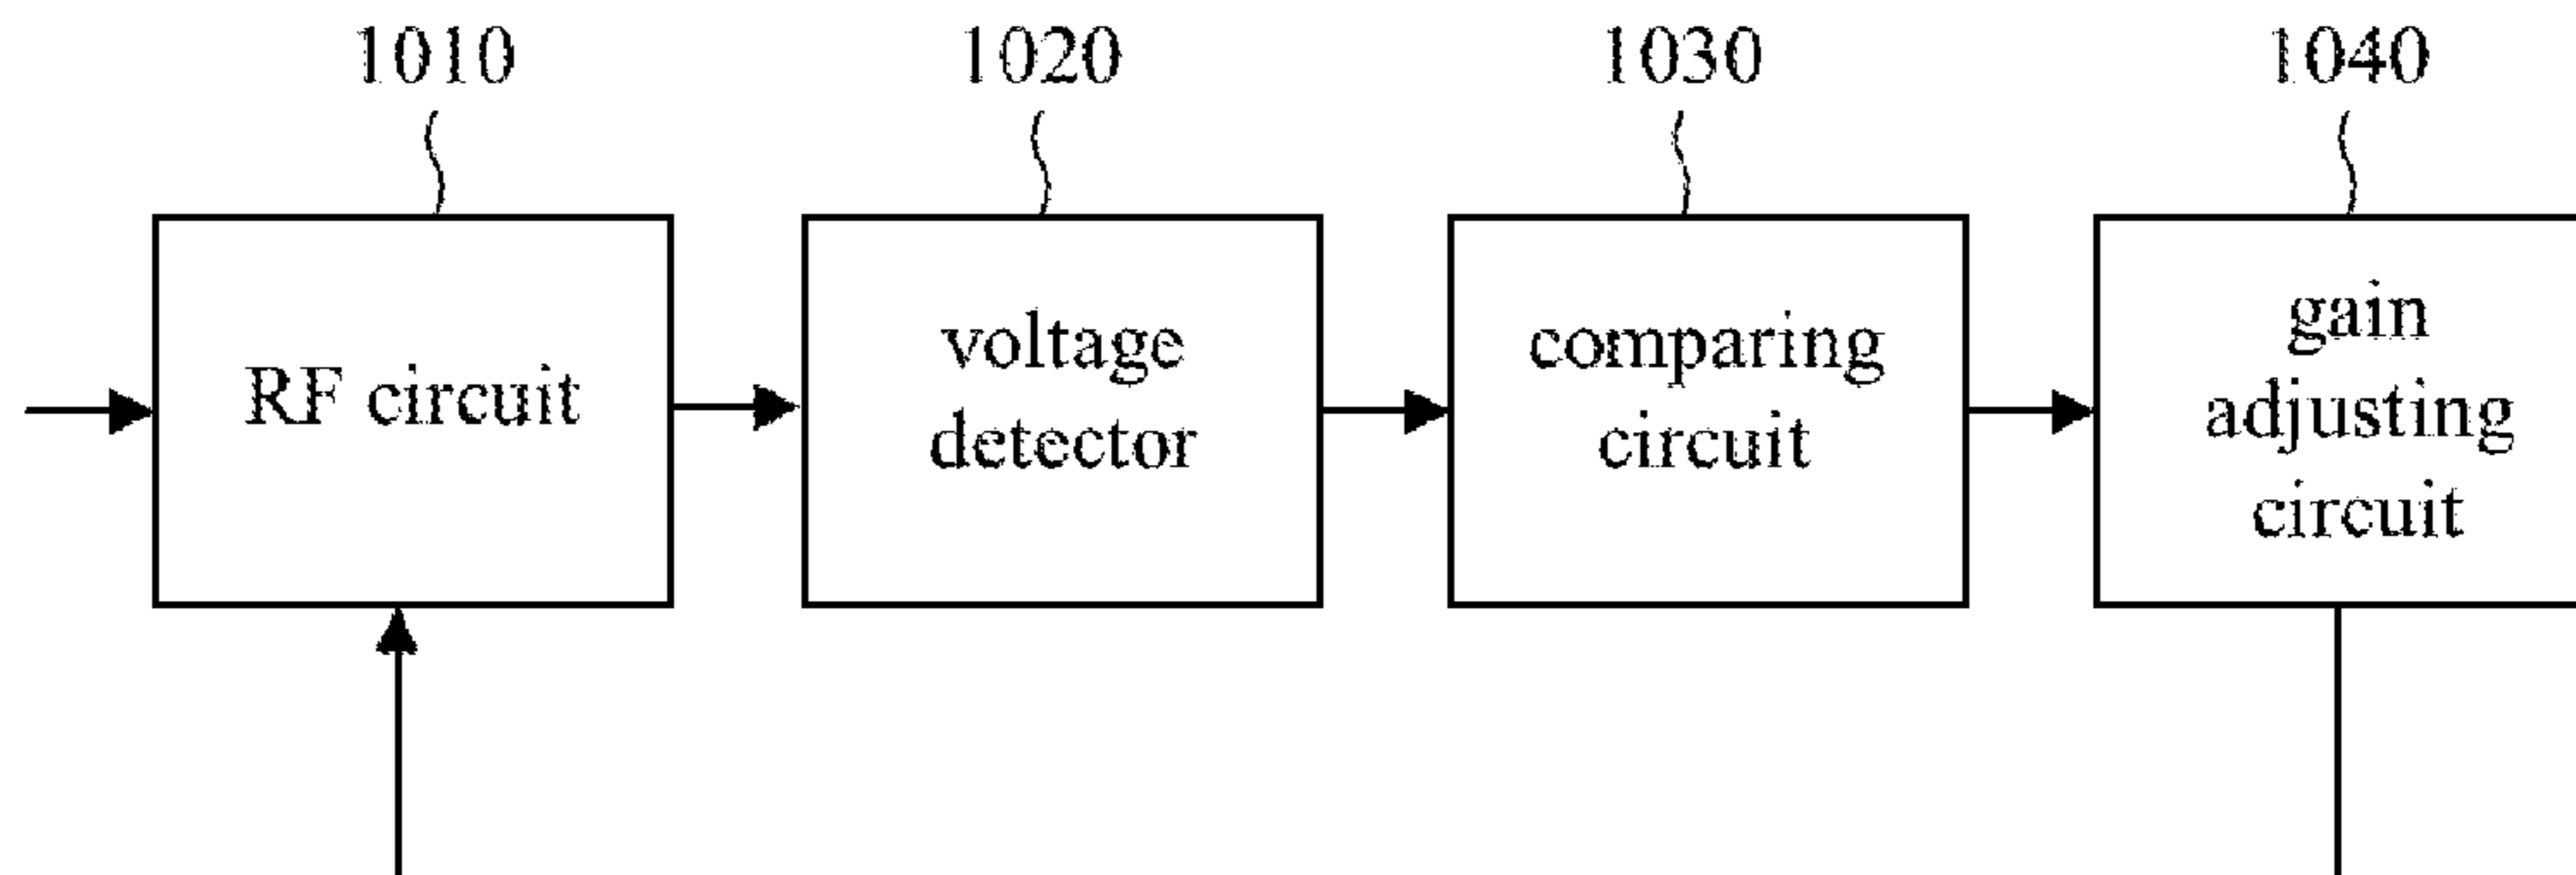 1010
1020
1030
1040
RF circuit
voltage
detector
comparing
circuit
gain
adjusting
circuit